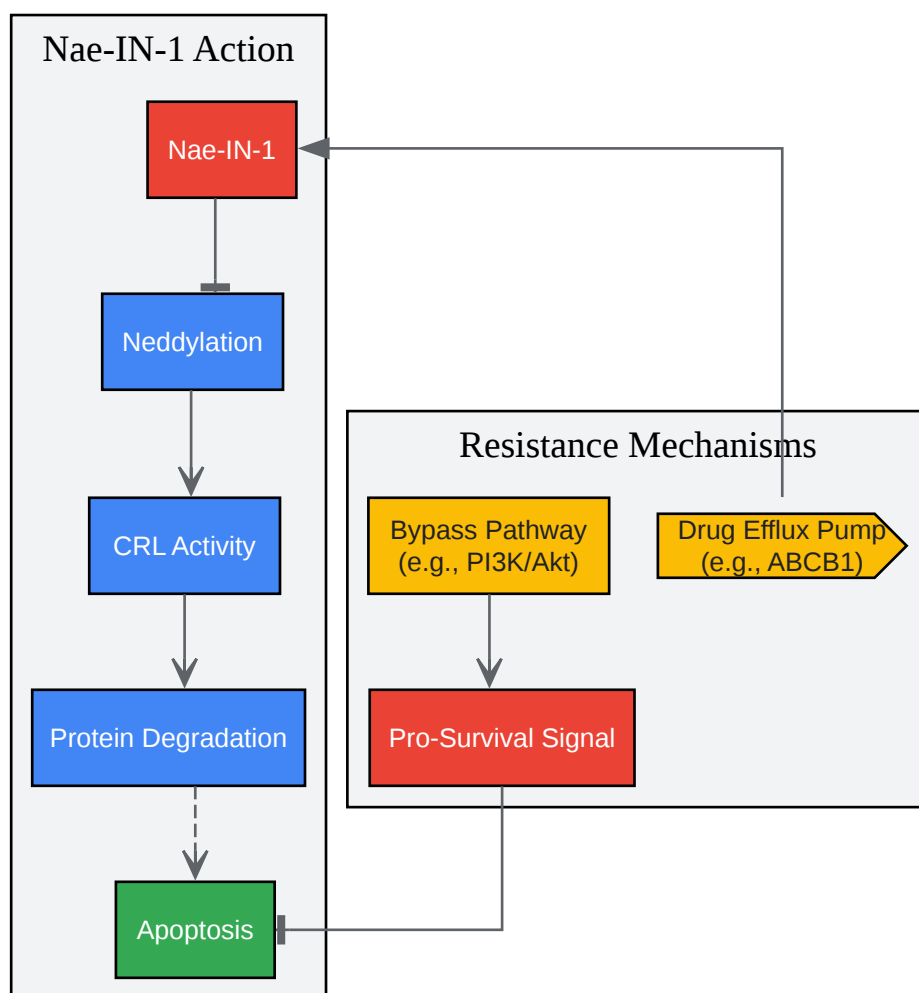 Nae-IN-1 Action
Nae-IN-1
Neddylation
CRL Activity
Protein Degradation
Apoptosis
Resistance Mechanisms
Bypass Pathway
(e.g., PI3K/Akt)
Drug Efflux Pump
(e.g., ABCB1)
Pro-Survival Signal